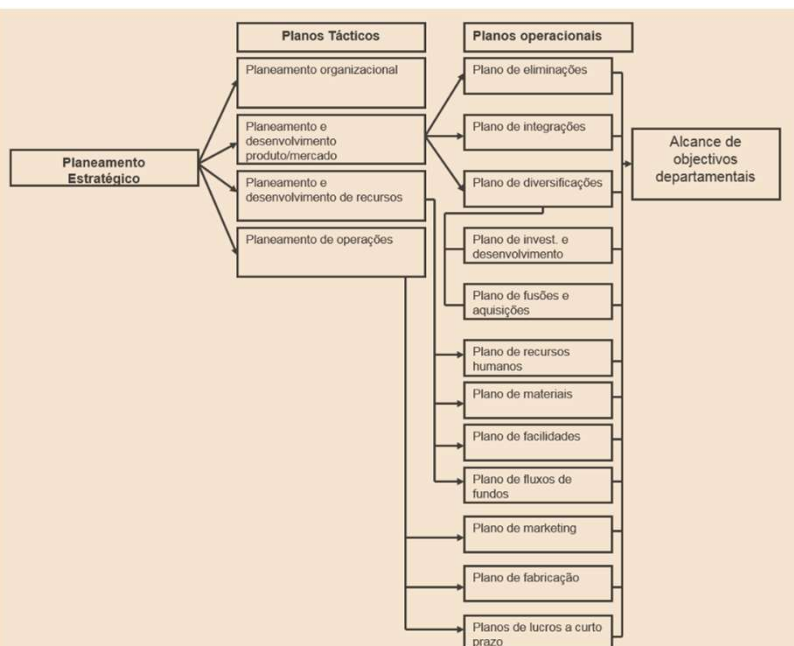 Planos Tácticos
Planos operacionais
Planeamento organizacional
Plano de eliminações
Planeamento e
desenvolvimento
produto/mercado
Plano de integrações
Alcance de
objectivos
departamentais
Planeamento
Estratégico
Planeamento e
desenvolvimento de recursos
Plano de diversificações
Planeamento de operações
Plano de invest. e
desenvolvimento
Plano de fusões e
aquisições
Plano de recursos
humanos
Plano de materiais
Plano de facilidades
Plano de fluxos de
fundos
Plano de marketing
Plano de fabricação
Planos de lucros a curto
prazo